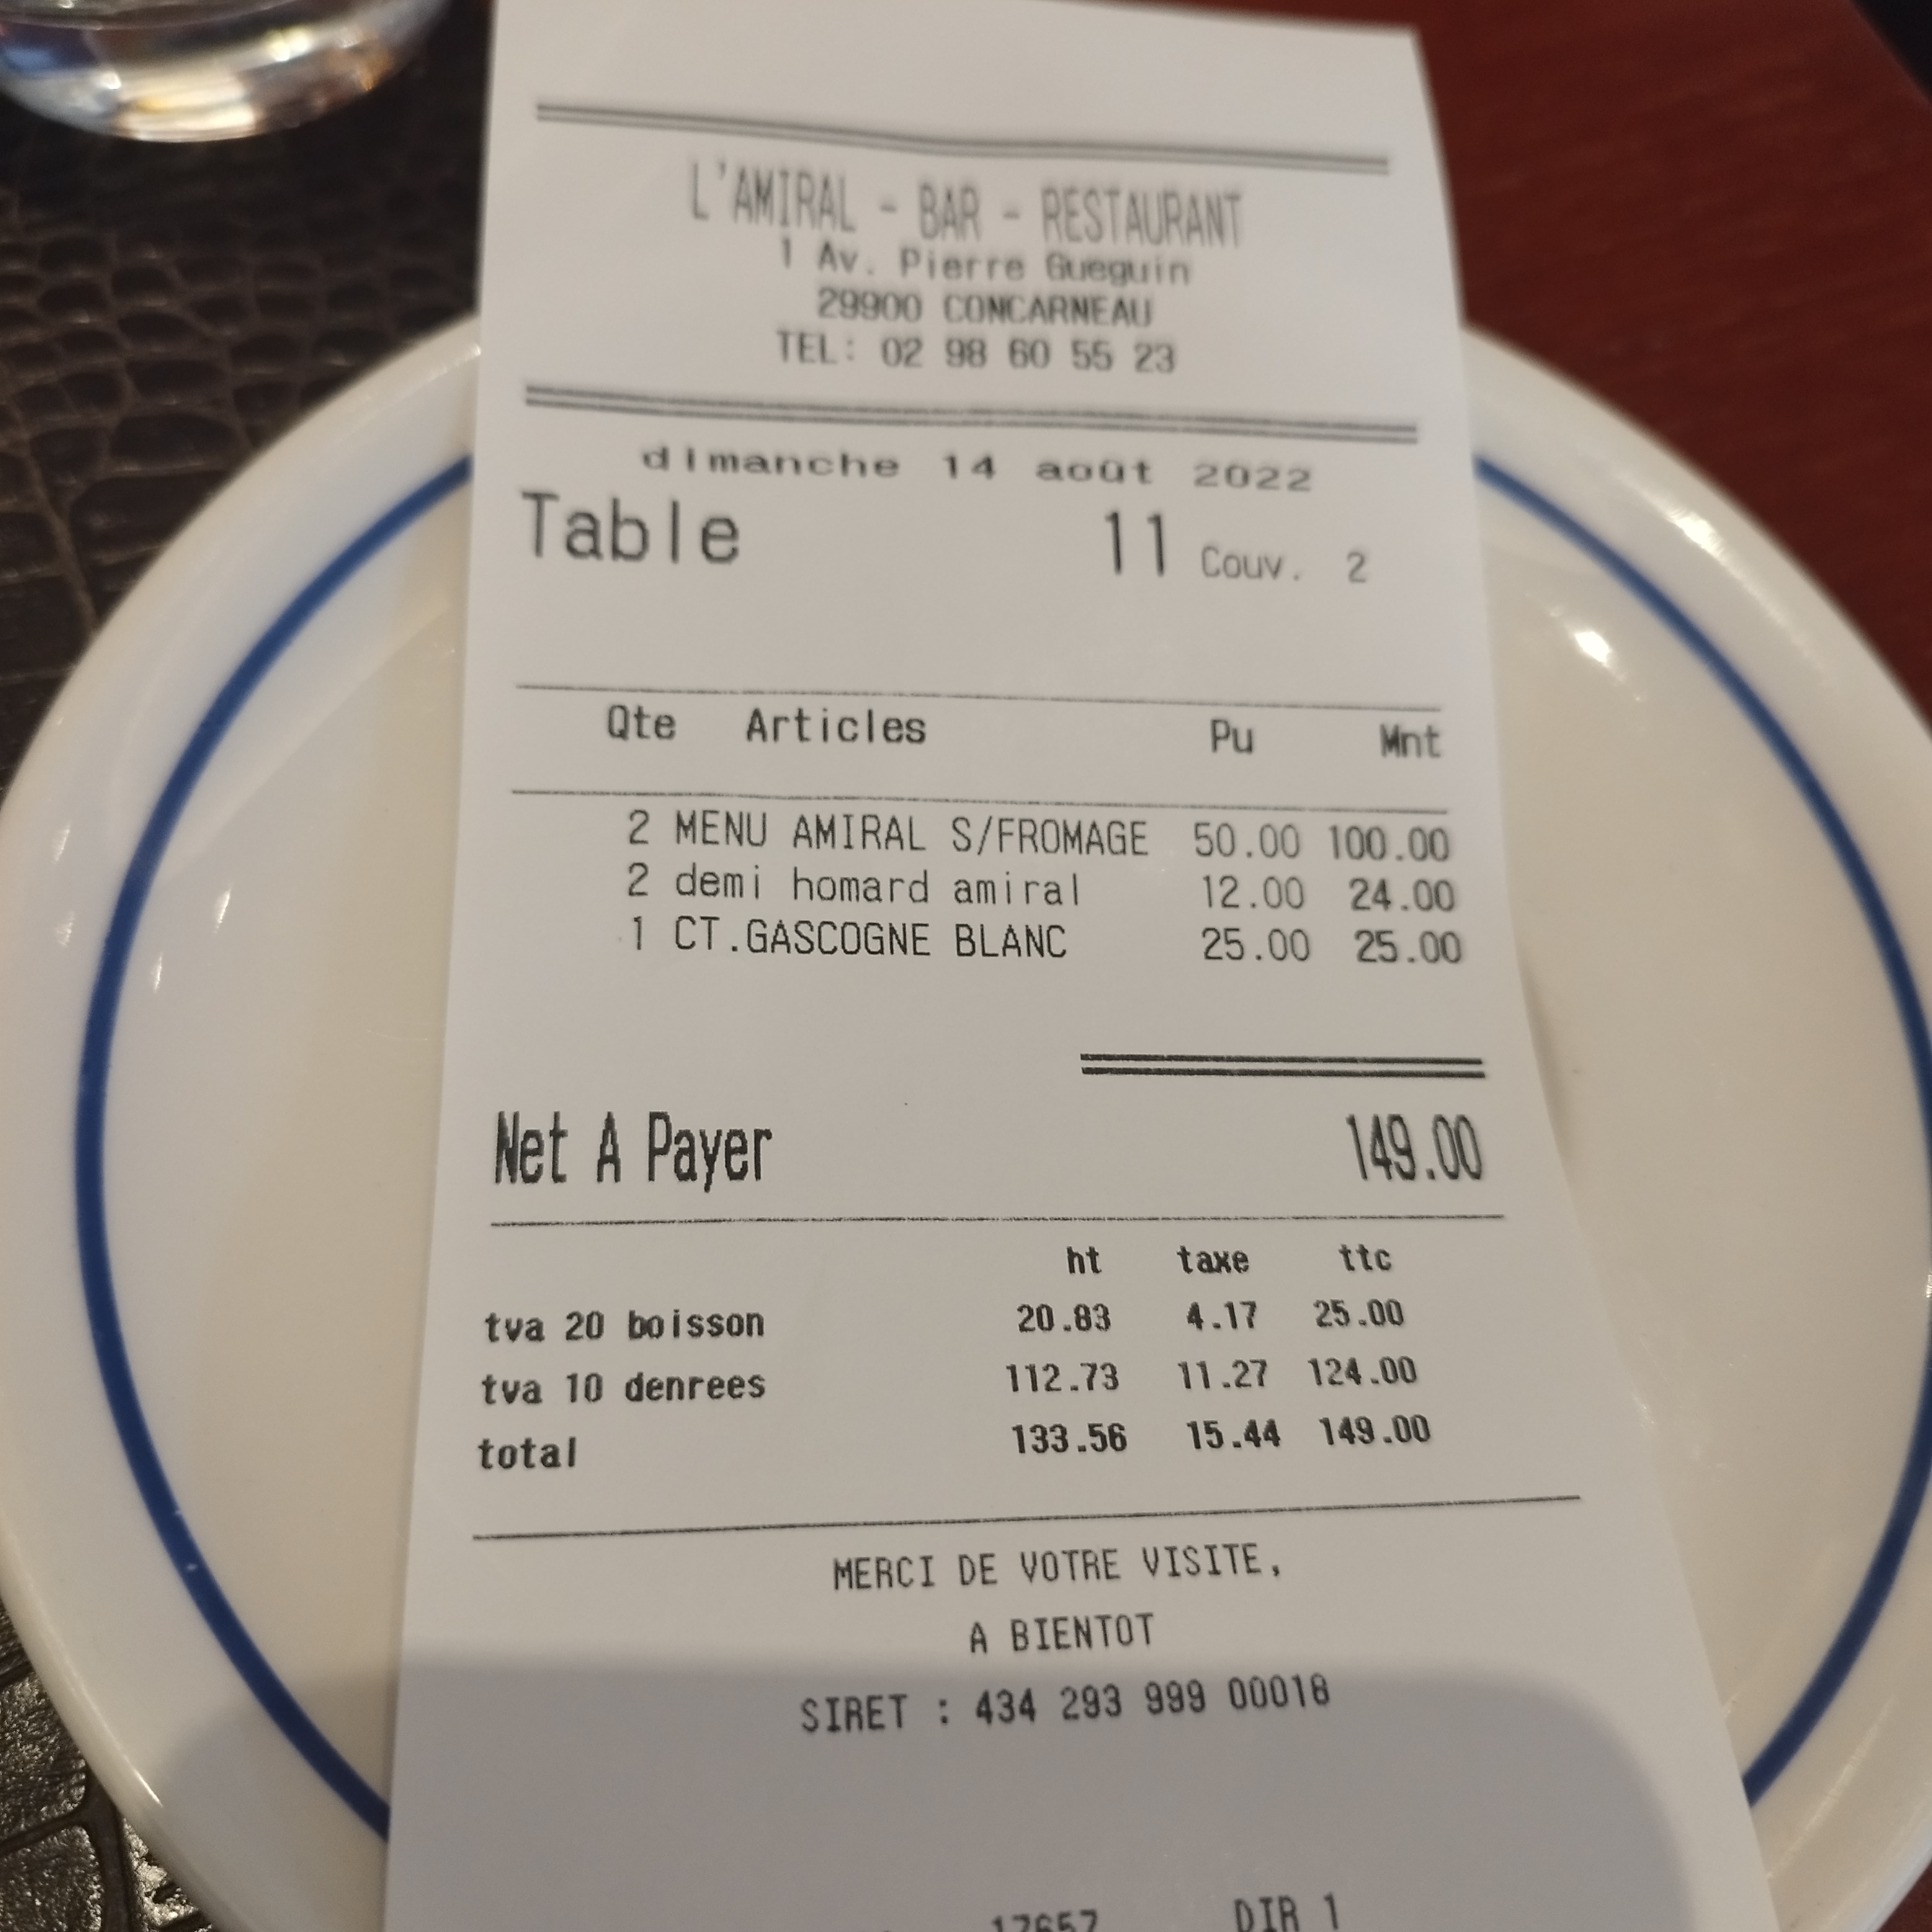 L'AMIRAL - BAR - RESTAURANT
1 Av. Pierre Gueguin
29900 CONCARNEAU
TEL: 02 98 60 55 23
dimanche 14 août 2022
Table 11 Couv. 2
Qte Articles Pu Mnt
2 MENU AMIRAL S/FROMAGE 50.00 100.00
2 demi homard amiral 12.00 24.00
1 CT.GASCOGNE BLANC 25.00 25.00
Net A Payer 149.00
ht taxe ttc
tva 20 boisson 20.83 4.17 25.00
tva 10 denrees 112.73 11.27 124.00
total 133.56 15.44 149.00
MERCI DE VOTRE VISITE,
A BIENTOT
SIRET : 434 293 999 00018
17657 DIR 1